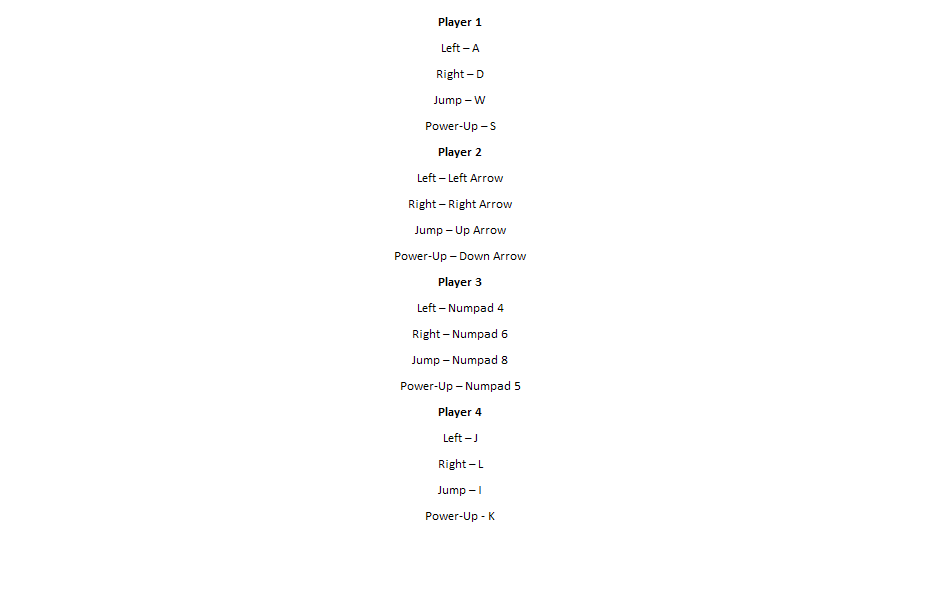 Player 1
Left – A
Right – D
Jump – W
Power-Up – S
Player 2
Left – Left Arrow
Right – Right Arrow
Jump – Up Arrow
Power-Up – Down Arrow
Player 3
Left – Numpad 4
Right – Numpad 6
Jump – Numpad 8
Power-Up – Numpad 5
Player 4
Left – J
Right – L
Jump – I
Power-Up - K